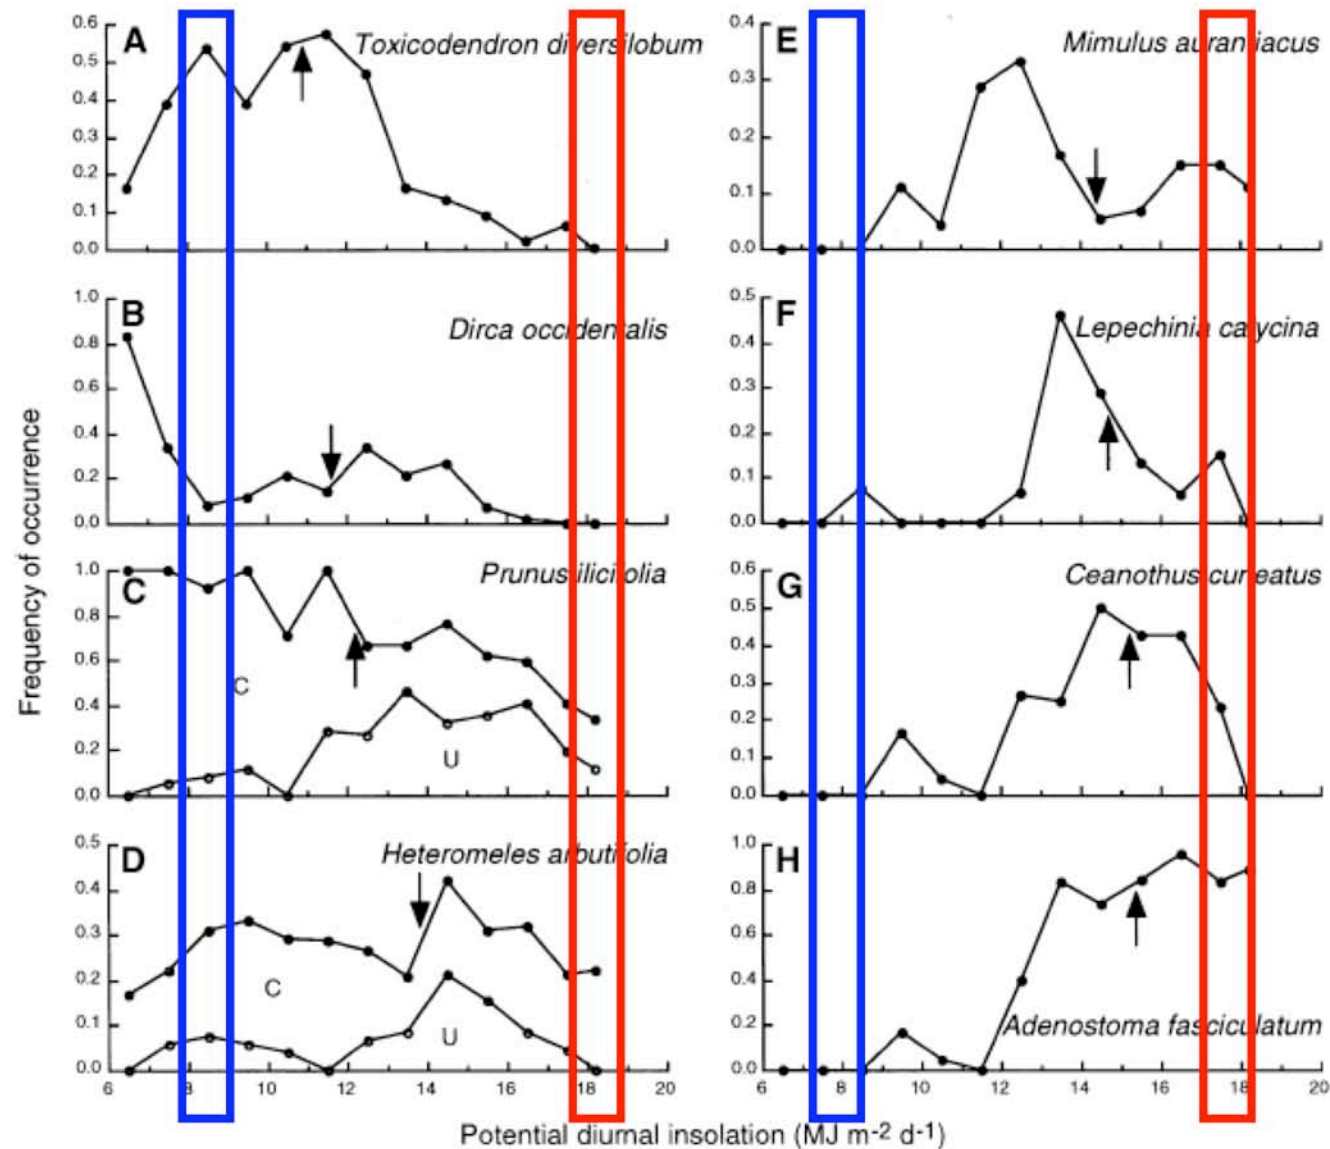 Frequency of occurrence
A
Toxicodendron diversilobum
0.6
0.5
0.4
0.3
0.2
0.1
0.0
B
Dirca occidentalis
1.0
0.8
0.6
0.4
0.2
0.0
C
Prunus ilicifolia
1.0
0.8
0.6
0.4
0.2
0.0
C
U
D
Heteromeles arbutifolia
0.5
0.4
0.3
0.2
0.1
0.0
C
U
6 8 10 12 14 16 18 20
E
Mimulus aurantiacus
0.4
0.3
0.2
0.1
0.0
F
Lepechinia calycina
0.5
0.4
0.3
0.2
0.1
0.0
G
Ceanothus cuneatus
0.6
0.5
0.4
0.3
0.2
0.1
0.0
H
1.0
0.8
0.6
0.4
0.2
0.0
Adenostoma fasciculatum
6 8 10 12 14 16 18 20
Potential diurnal insolation (MJ m-2 d-1)